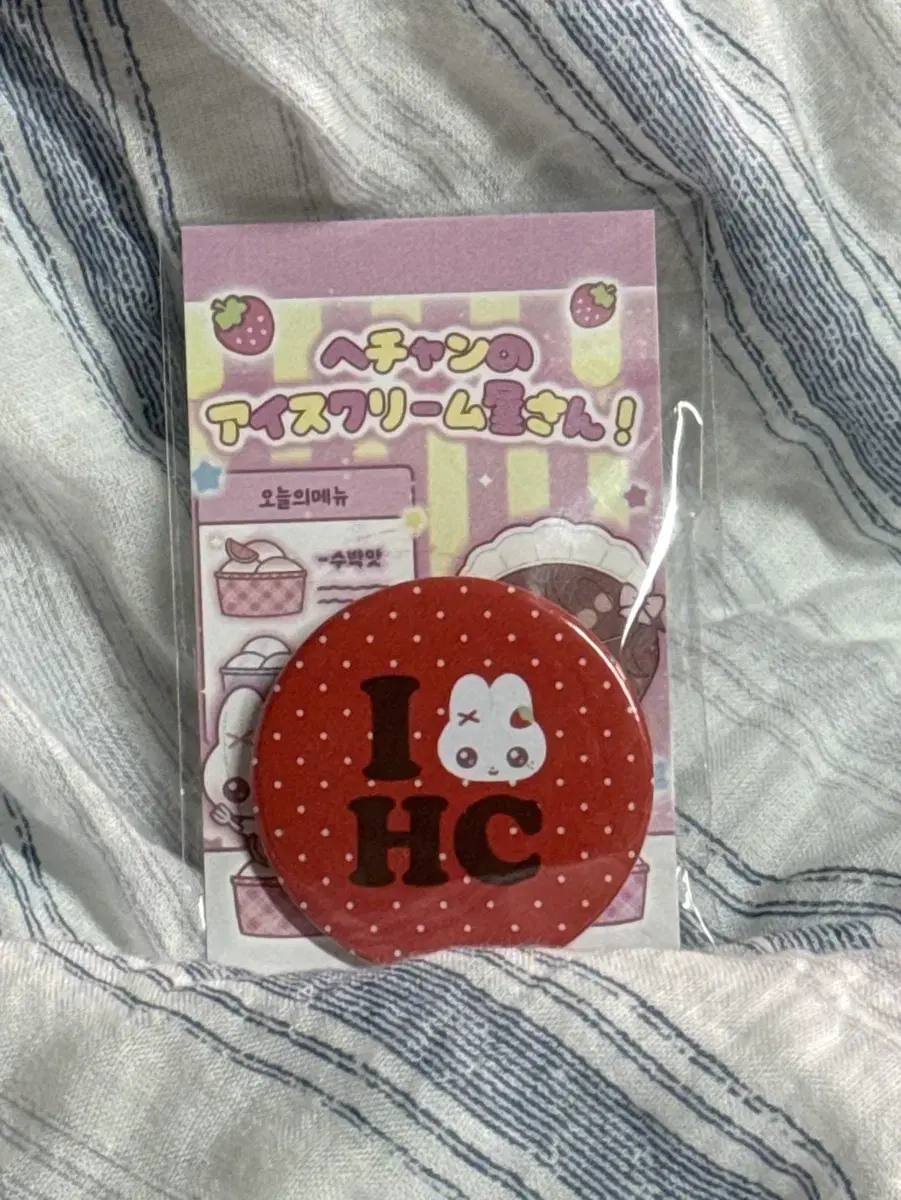 ヘチャンの
アイスクリーム屋さん！
오늘의메뉴
-수박맛
I
HC